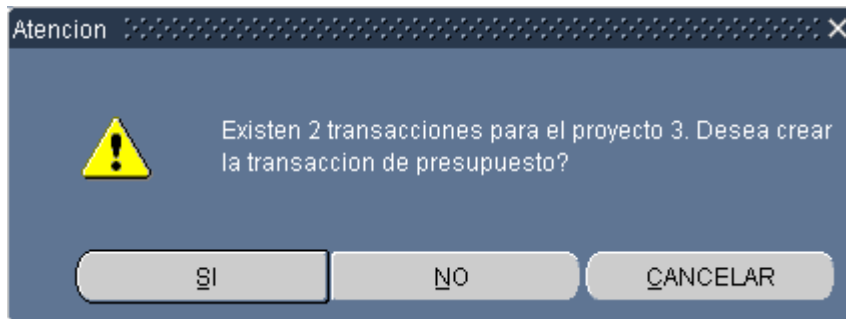 Atencion
Existen 2 transacciones para el proyecto 3. Desea crear
la transaccion de presupuesto?
SI
NO
CANCELAR